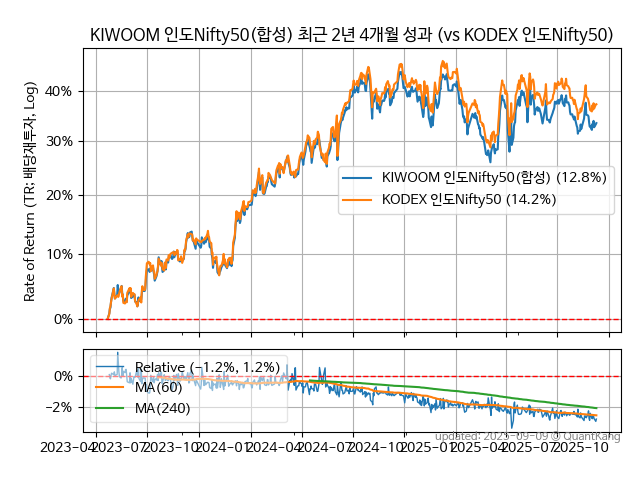 KIWOOM 인도Nifty50(합성) 최근 2년 4개월 성과 (vs KODEX 인도Nifty50)
Rate of Return (TR: 배당재투자, Log)
40%
30%
20%
10%
0%
KIWOOM 인도Nifty50(합성) (12.8%)
KODEX 인도Nifty50 (14.2%)
0%
−2%
Relative (−1.2%, 1.2%)
MA(60)
MA(240)
2023-04 2023-07 2023-10 2024-01 2024-04 2024-07 2024-10 2025-01 2025-04 2025-07 2025-10
updated: 2025-09-09 @ QuantKang